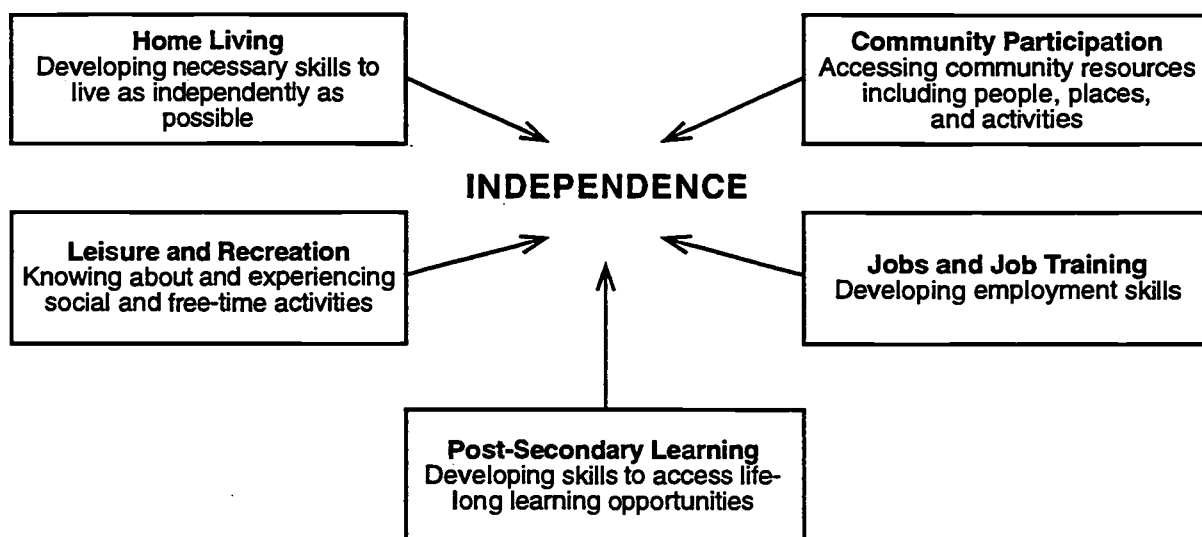 Home Living
Developing necessary skills to
live as independently as
possible
Community Participation
Accessing community resources
including people, places,
and activities
INDEPENDENCE
Leisure and Recreation
Knowing about and experiencing
social and free-time activities
Jobs and Job Training
Developing employment skills
Post-Secondary Learning
Developing skills to access life-
long learning opportunities